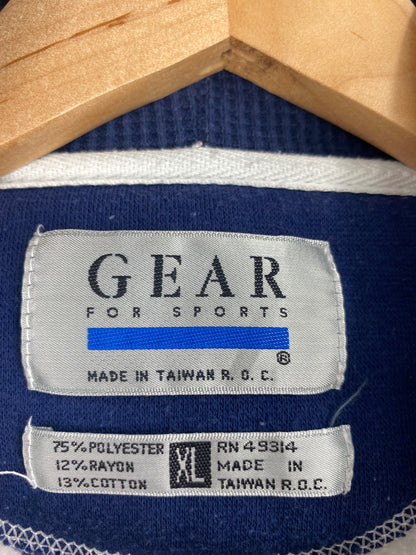 GEAR
FOR SPORTS
®
MADE IN TAIWAN R.O.C.
75% POLYESTER
12% RAYON
13% COTTON
XL
RN 49314
MADE IN
TAIWAN R.O.C.